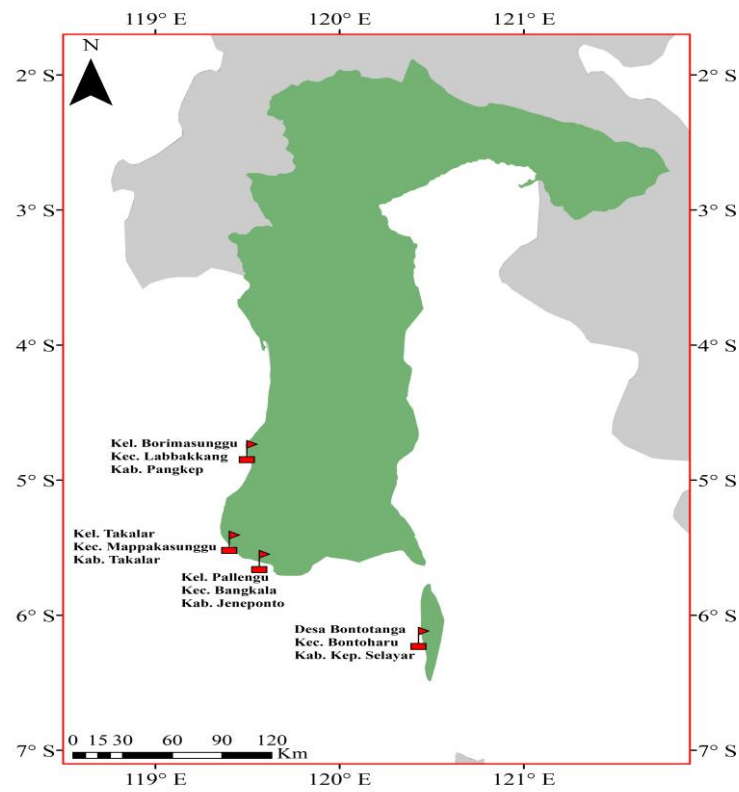 119° E 120° E 121° E
N
2° S 2° S
3° S 3° S
4° S 4° S
Kel. Borimasunggu
Kec. Labbakkang
Kab. Pangkep
5° S 5° S
Kel. Takalar
Kec. Mappakasunggu
Kab. Takalar
Kel. Pallengu
Kec. Bangkala
Kab. Jeneponto
6° S 6° S
Desa Bontotanga
Kec. Bontoharu
Kab. Kep. Selayar
0 15 30 60 90 120
Km
7° S 7° S
119° E 120° E 121° E